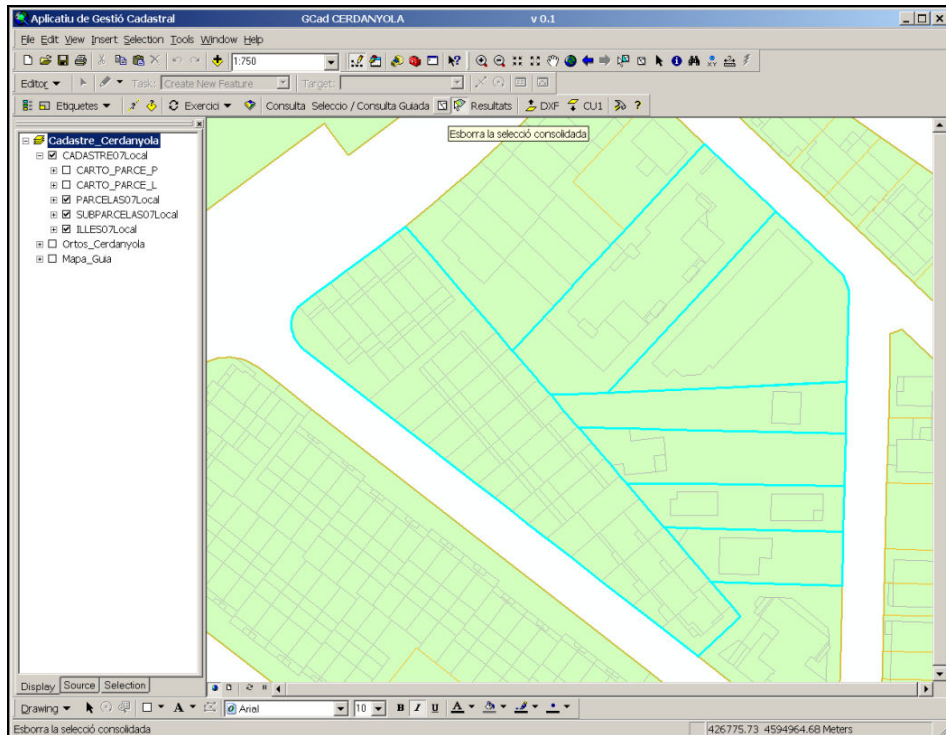 Aplicatiu de Gestió Cadastral GCad CERDANYOLA v 0.1
File Edit View Insert Selection Tools Window Help
1:750
Editor Task: Create New Feature Target:
Etiquetes Exercici Consulta Seleccio / Consulta Guiada Resultats DXF CU1 ?
Esborra la selecció consolidada
Cadastre_Cerdanyola
CADASTRE07Local
CARTO_PARCE_P
CARTO_PARCE_L
PARCELAS07Local
SUBPARCELAS07Local
ILLES07Local
Ortos_Cerdanyola
Mapa_Guia
Display Source Selection
Drawing A Arial 10 B I U A
Esborra la selecció consolidada 426775.73 4594964.68 Meters